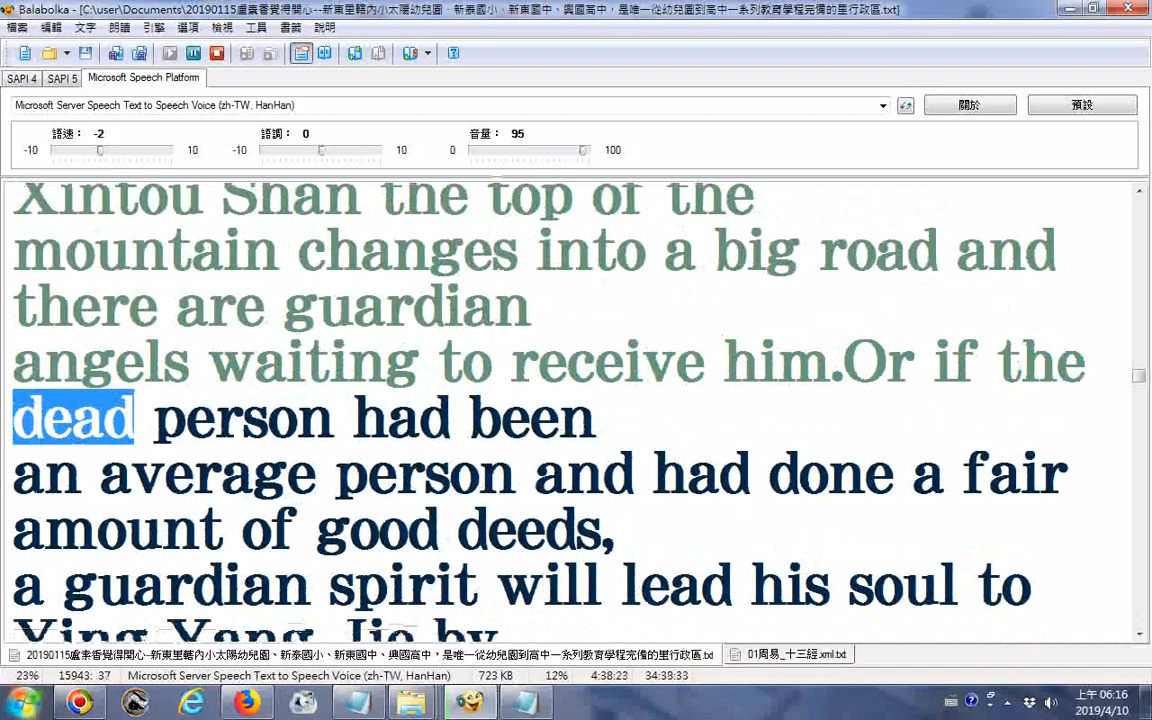 Balabolka - [C:\user\Documents\20190115盧素香覺得開心--新東里轄內小太陽幼兒園﹐新泰國小、新東國中、興國高中，是唯一從幼兒園到高中一系列教育學程完備的里行政區.txt]
檔案 編輯 文字 朗讀 引擎 選項 檢視 工具 書籤 說明
SAPI 4 SAPI 5 Microsoft Speech Platform
Microsoft Server Speech Text to Speech Voice (zh-TW, HanHan) 關於 預設
語速： -2 語調： 0 音量： 95
-10 10 -10 10 0 100
Xintou Shan the top of the
mountain changes into a big road and
there are guardian
angels waiting to receive him.Or if the
dead person had been
an average person and had done a fair
amount of good deeds,
a guardian spirit will lead his soul to
Ying Yang Jie by
20190115盧素香覺得開心--新東里轄內小太陽幼兒園、新泰國小、新東國中、興國高中，是唯一從幼兒園到高中一系列教育學程完備的里行政區.txt 01周易_十三經.xml.txt
23% 15943: 37 Microsoft Server Speech Text to Speech Voice (zh-TW, HanHan) 723 KB 12% 4:38:23 34:38:33
上午 06:16
2019/4/10